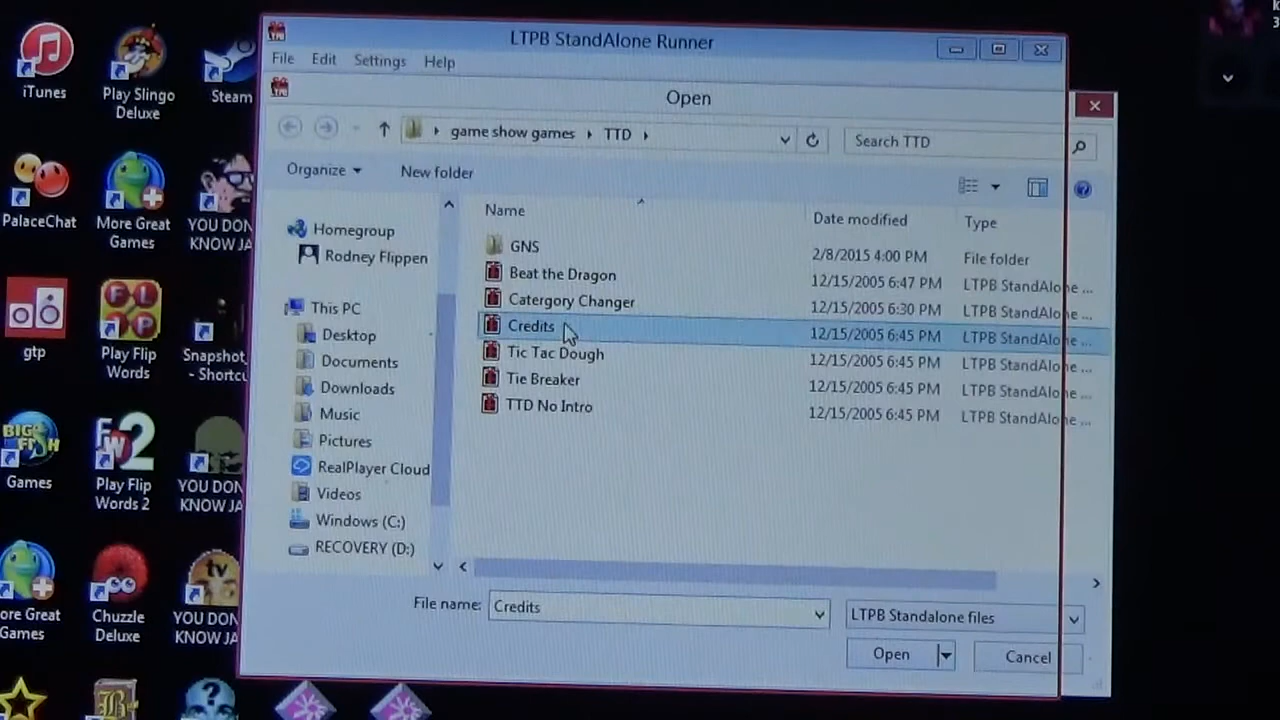 LTPB StandAlone Runner
File Edit Settings Help
Open
game show games TTD
Search TTD
Organize
New folder
Name
Date modified
Type
GNS
2/8/2015 4:00 PM
File folder
Beat the Dragon
12/15/2005 6:47 PM
LTPB StandAlone ...
Catergory Changer
12/15/2005 6:30 PM
LTPB StandAlone ...
Credits
12/15/2005 6:45 PM
LTPB StandAlone ...
Tic Tac Dough
12/15/2005 6:45 PM
LTPB StandAlone ...
Tie Breaker
12/15/2005 6:45 PM
LTPB StandAlone ...
TTD No Intro
12/15/2005 6:45 PM
LTPB StandAlone ...
Homegroup
Rodney Flippen
This PC
Desktop
Documents
Downloads
Music
Pictures
RealPlayer Cloud
Videos
Windows (C:)
RECOVERY (D:)
File name:
Credits
LTPB Standalone files
Open
Cancel
iTunes
Play Slingo
Deluxe
Steam
PalaceChat
More Great
Games
YOU DON
KNOW JA
gtp
FL
IP
Play Flip
Words
Snapshot_
- Shortcu
BIG FISH
Games
FW2
Play Flip
Words 2
YOU DON
KNOW JA
ore Great
Games
Chuzzle
Deluxe
tv
YOU DON
KNOW JA
B
?